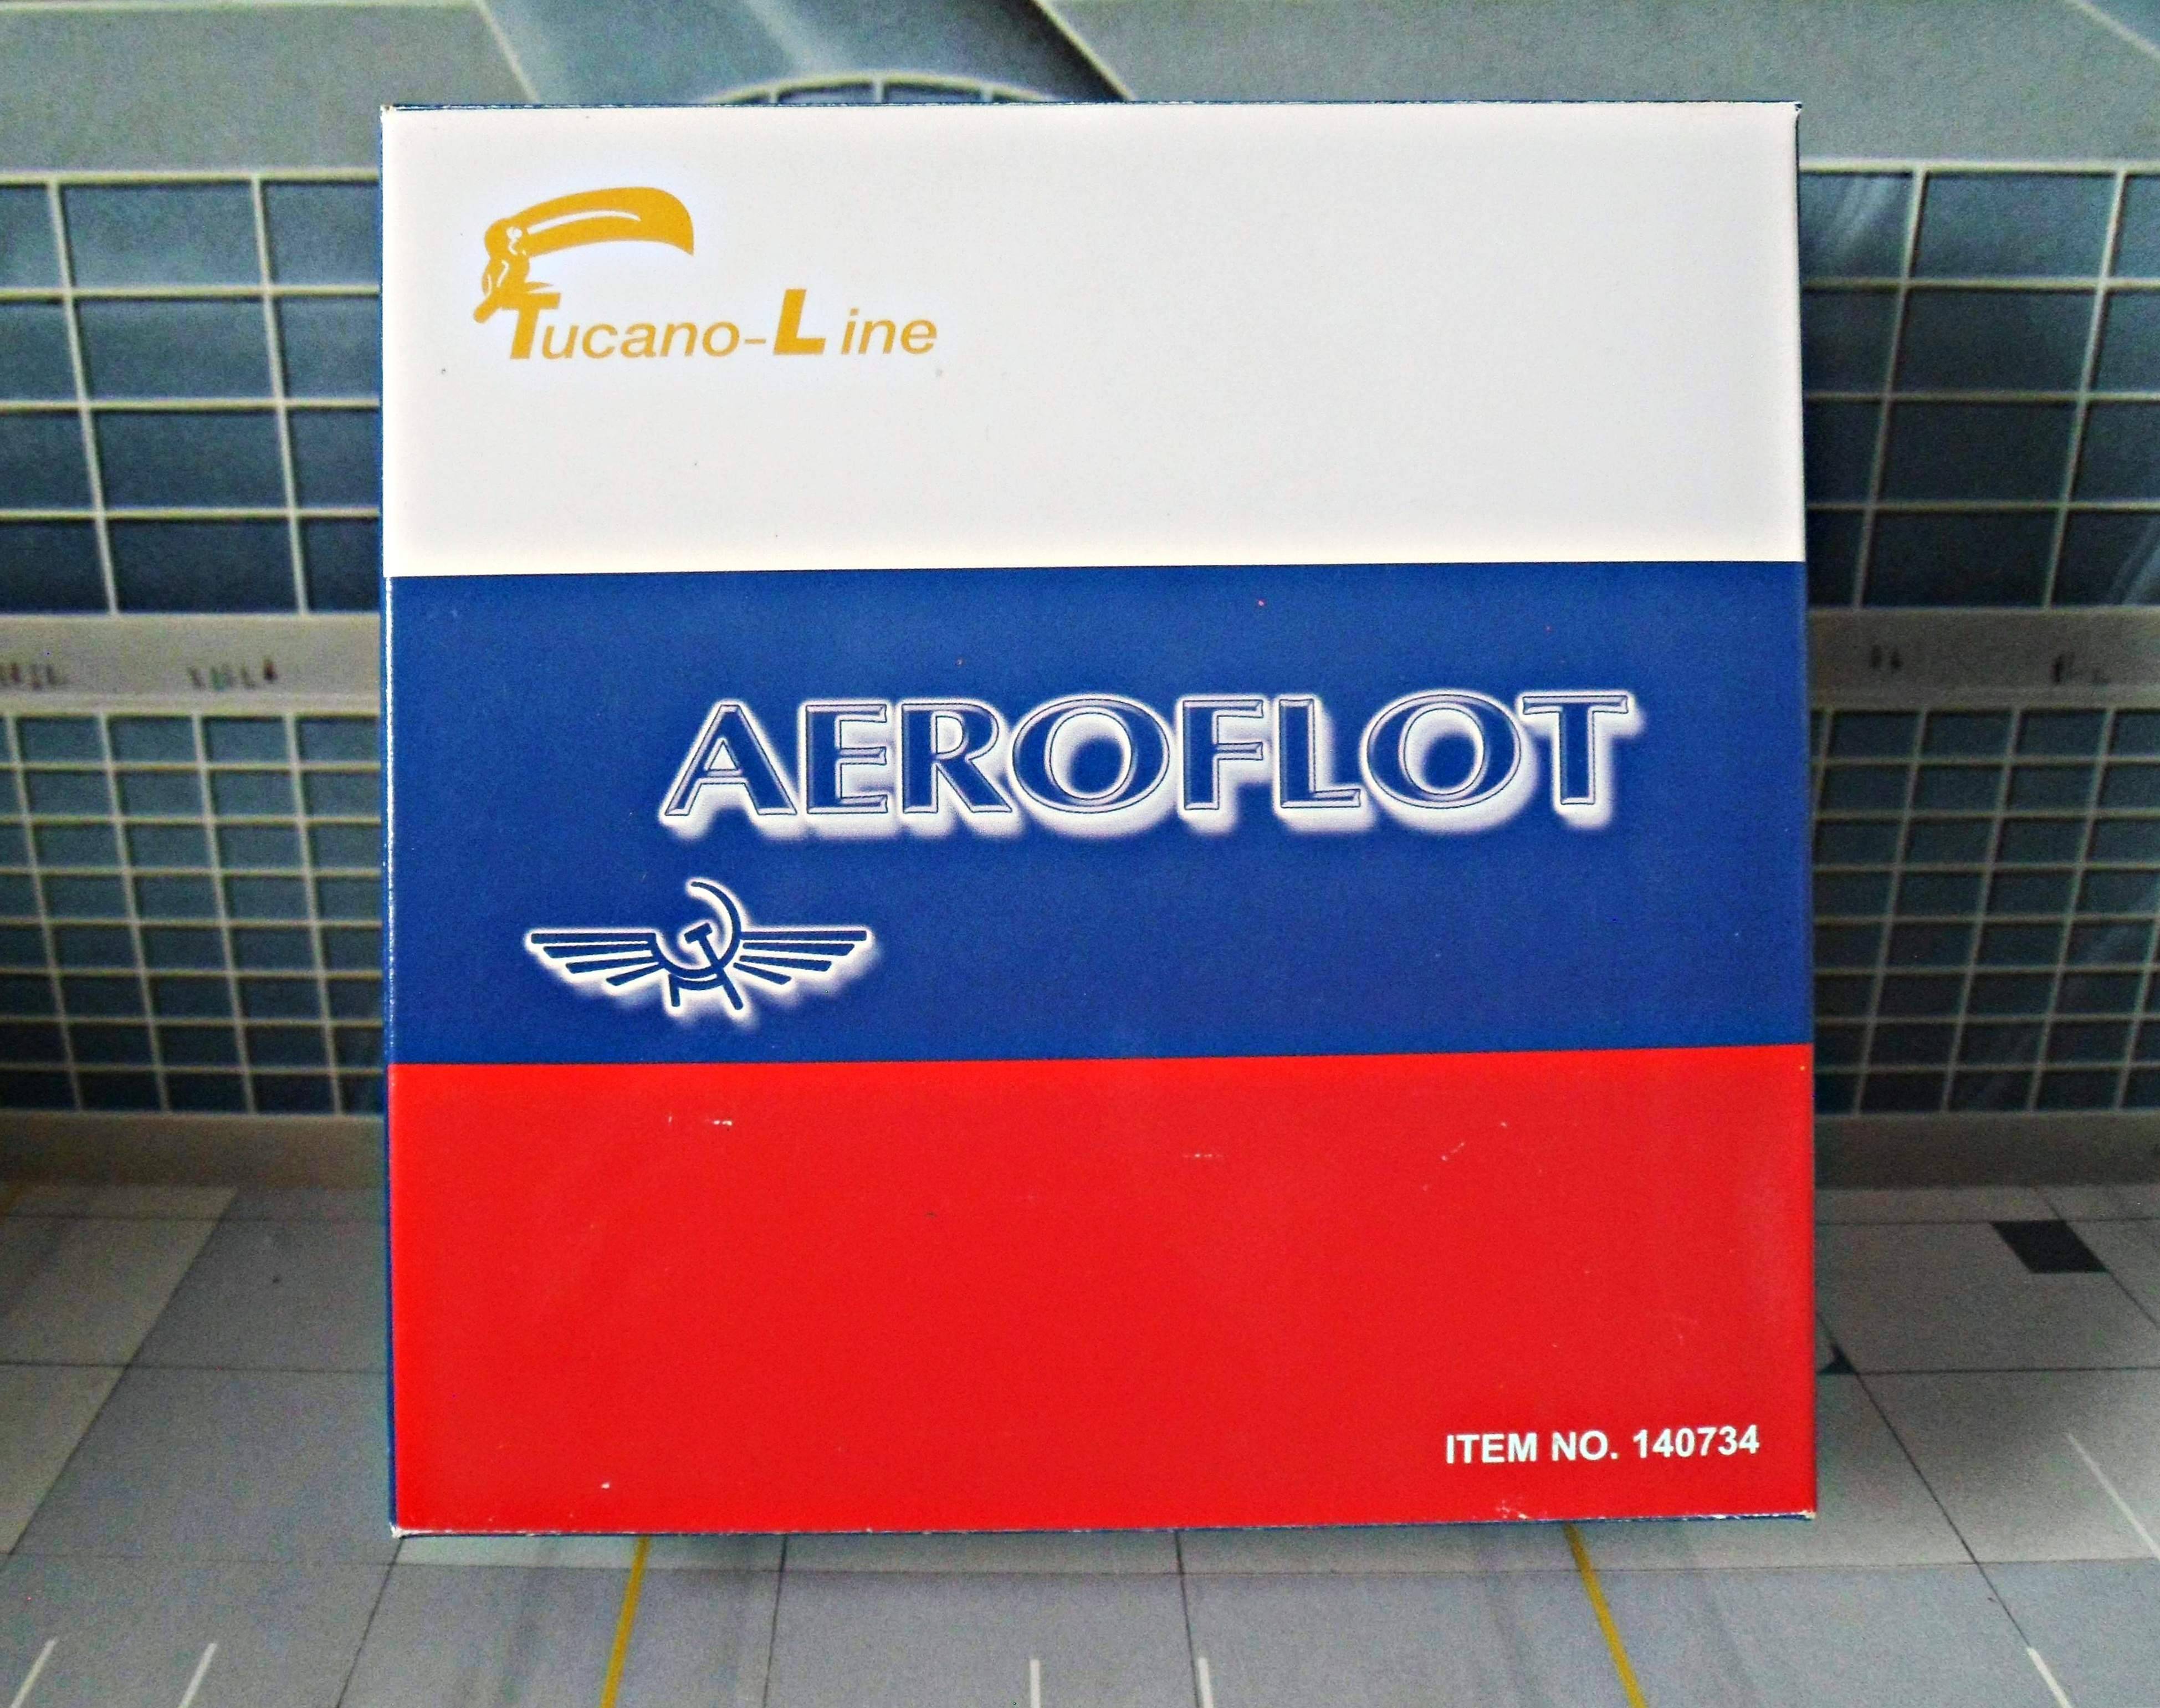 Tucano-Line
AEROFLOT
ITEM NO. 140734